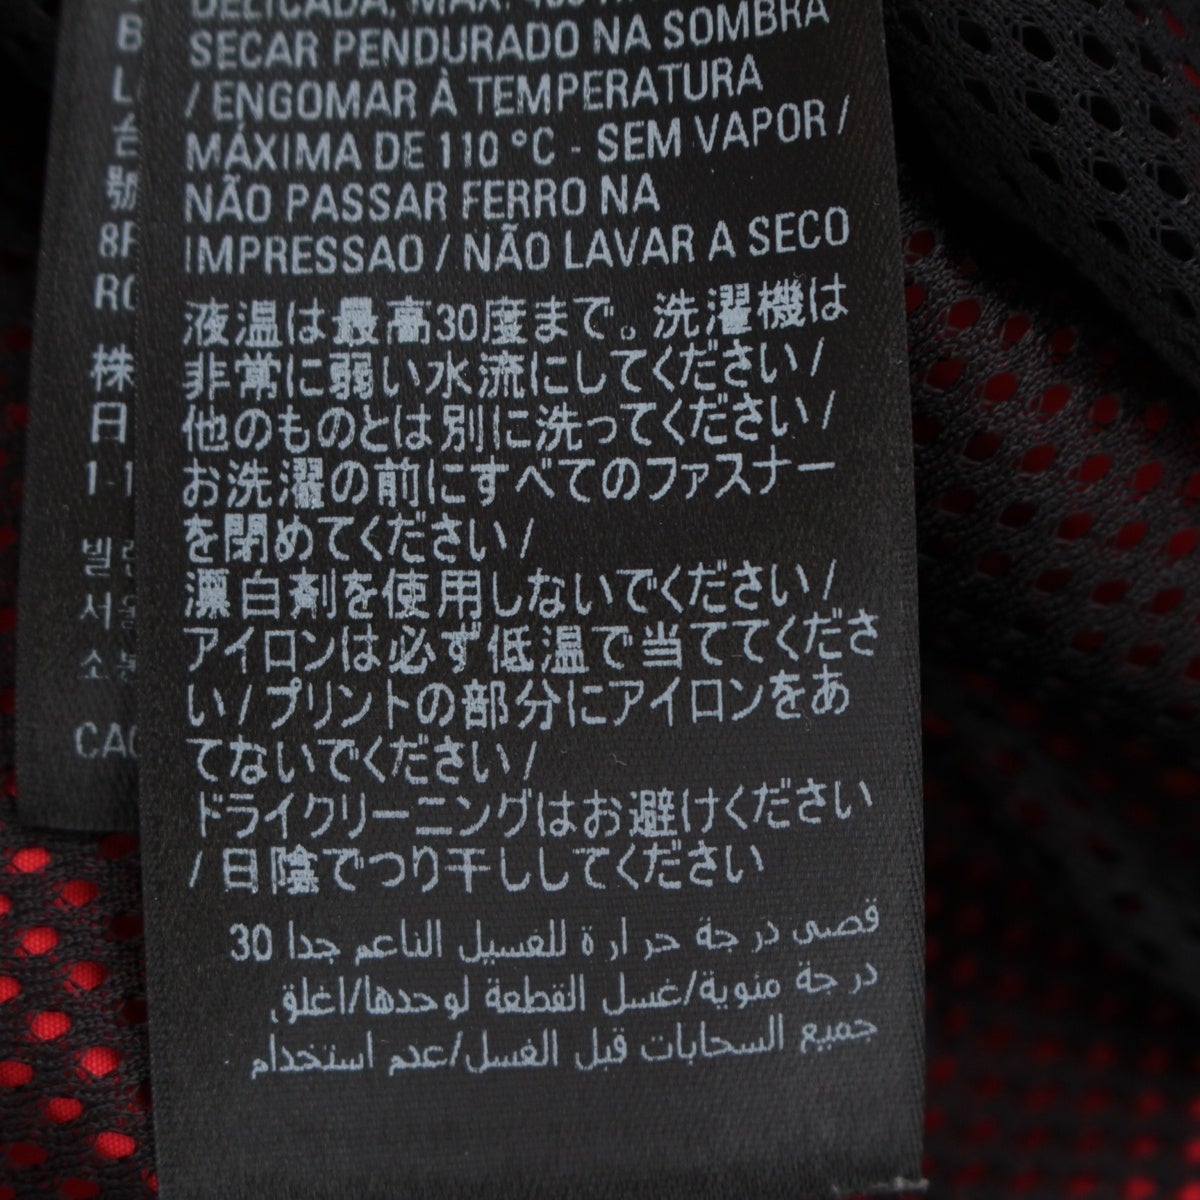 SECAR PENDURADO NA SOMBRA
/ ENGOMAR À TEMPERATURA
MÁXIMA DE 110 °C - SEM VAPOR /
NÃO PASSAR FERRO NA
IMPRESSAO / NÃO LAVAR A SECO
液温は最高30度まで。洗濯機は
非常に弱い水流にしてください/
他のものとは別に洗ってください/
お洗濯の前にすべてのファスナー
を閉めてください/
漂白剤を使用しないでください/
アイロンは必ず低温で当ててくださ
い/プリントの部分にアイロンをあ
てないでください/
ドライクリーニングはお避けください
/日陰でつり干ししてください
قصى درجة حرارة للغسيل الناعم جدا 30
درجة مئوية/غسل القطعة لوحدها/اغلق
جميع السحابات قبل الغسل/عدم استخدام
號
株
日
빌
서울
소